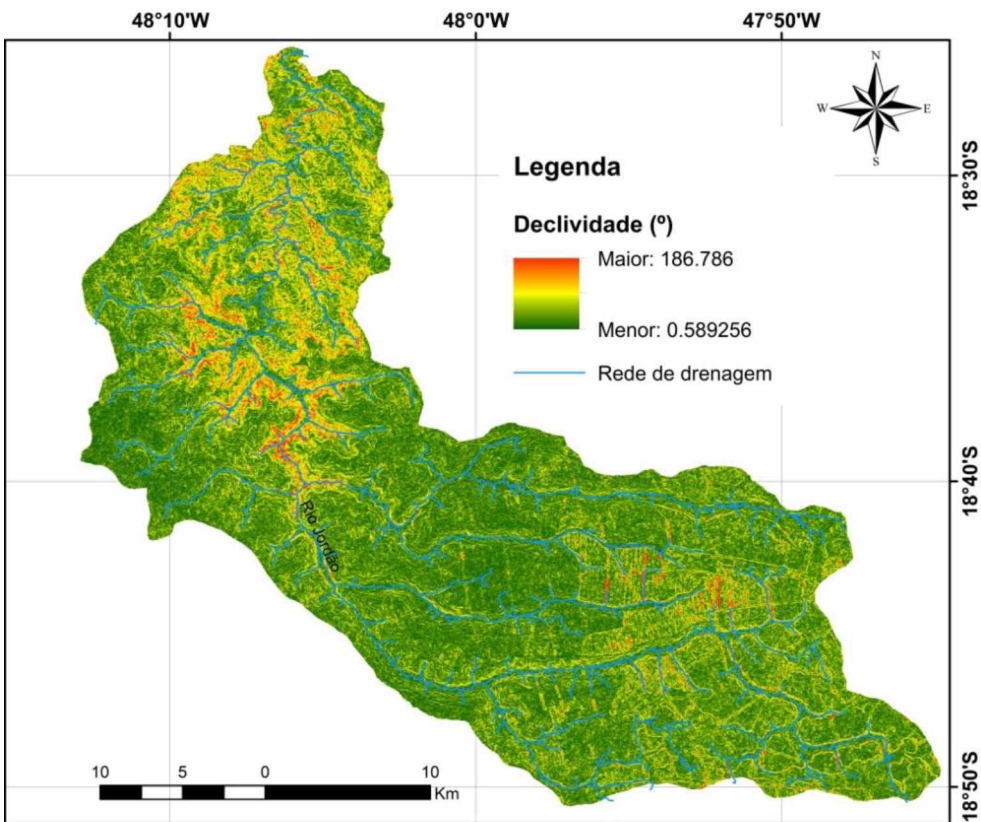 48°10'W 48°0'W 47°50'W
N
W E
S
18°30'S
Legenda
Declividade (º)
Maior: 186.786
Menor: 0.589256
Rede de drenagem
18°40'S
Rio Jordão
10 5 0 10
Km
18°50'S